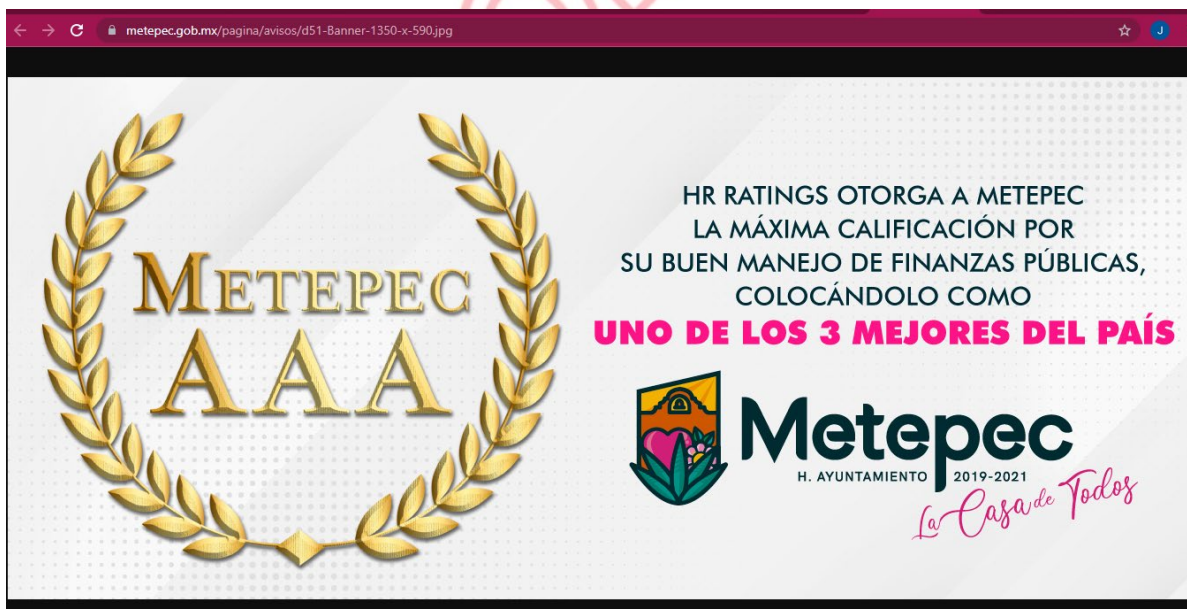 metepec.gob.mx/pagina/avisos/d51-Banner-1350-x-590.jpg
J
METEPEC
AAA
HR RATINGS OTORGA A METEPEC
LA MÁXIMA CALIFICACIÓN POR
SU BUEN MANEJO DE FINANZAS PÚBLICAS,
COLOCÁNDOLO COMO
UNO DE LOS 3 MEJORES DEL PAÍS
Metepec
H. AYUNTAMIENTO 2019-2021
La Casa de Todos